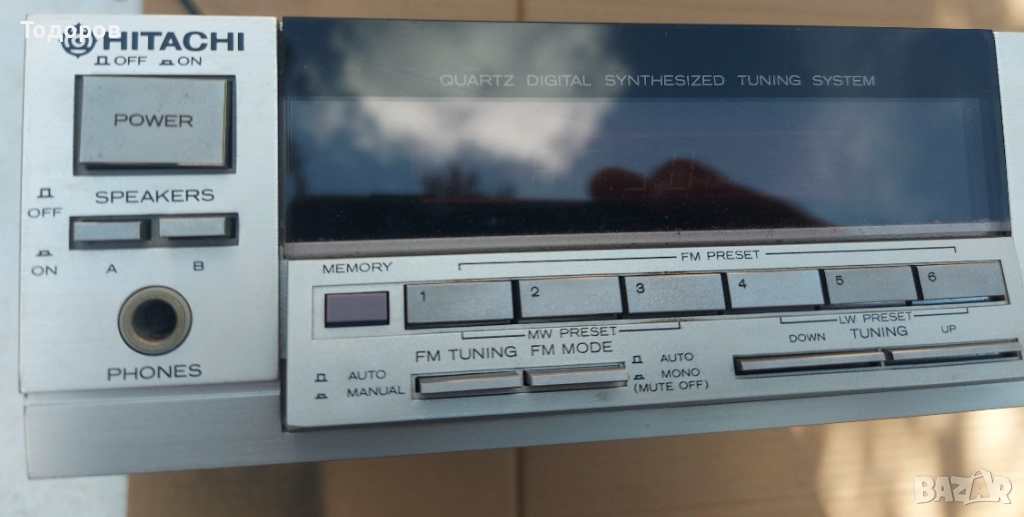 Тодоров
HITACHI
OFF ON
POWER
QUARTZ DIGITAL SYNTHESIZED TUNING SYSTEM
SPEAKERS
OFF
ON
A B
PHONES
MEMORY
FM PRESET
1 2 3 4 5 6
MW PRESET
LW PRESET
FM TUNING FM MODE
AUTO
MANUAL
AUTO
MONO
(MUTE OFF)
DOWN TUNING UP
BAZAR